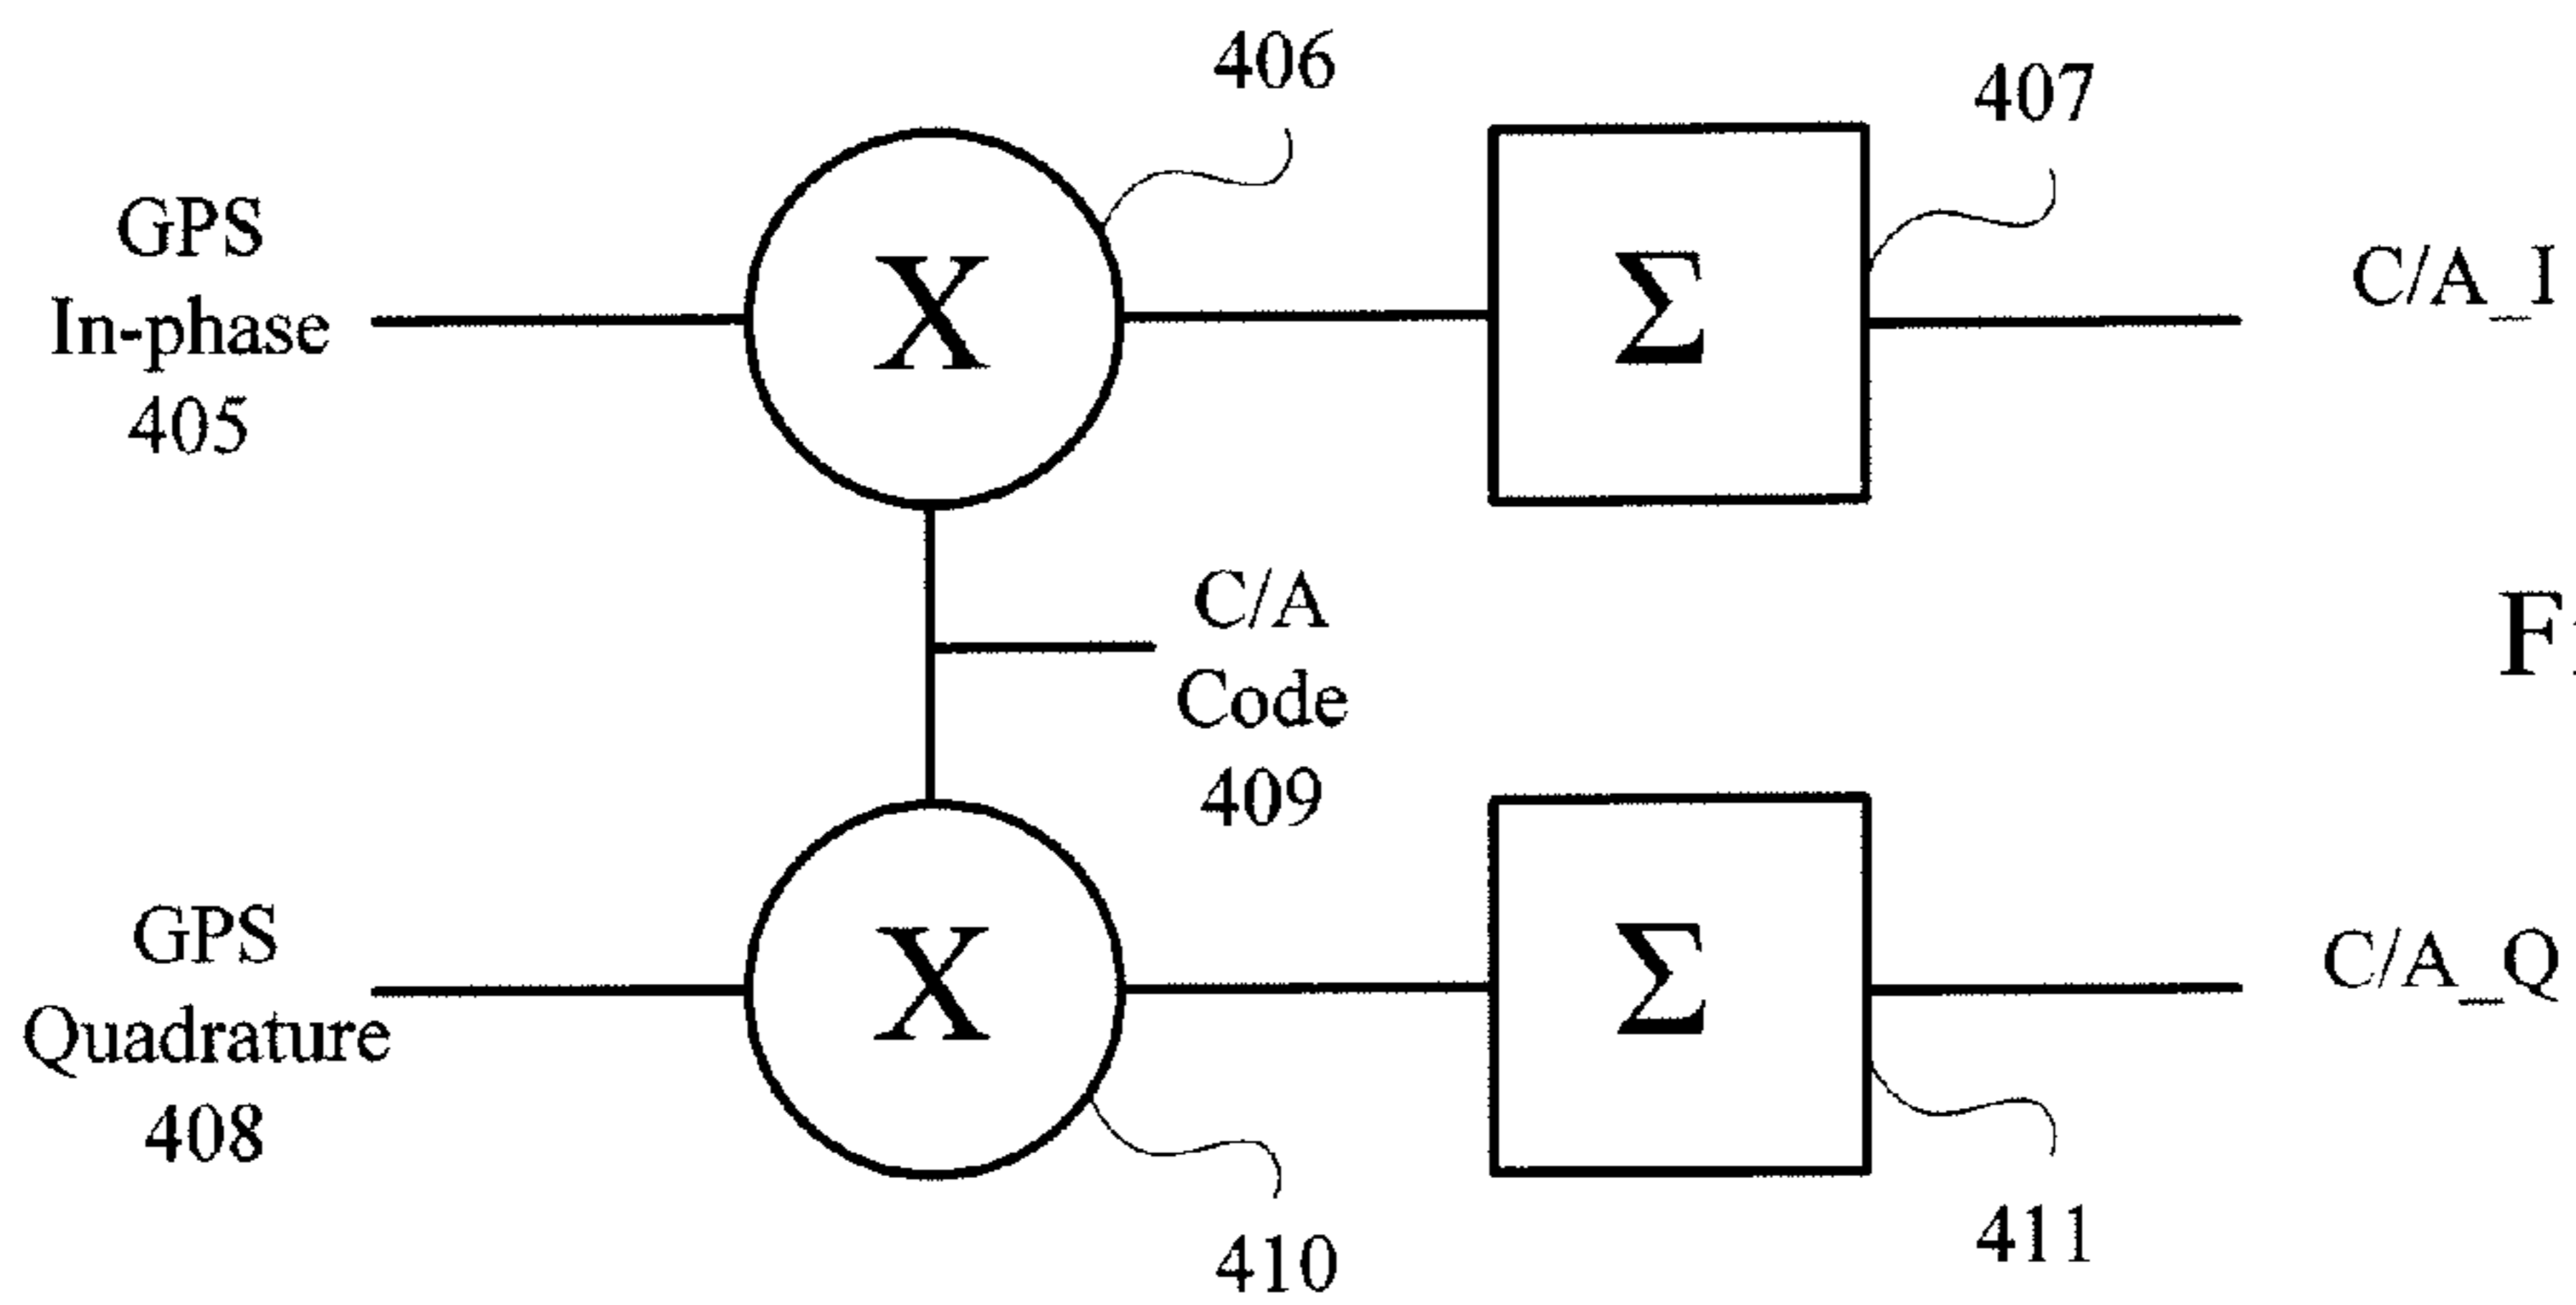 406
407
GPS
In-phase
405
X
Σ
C/A_I
C/A
Code
409
GPS
Quadrature
408
X
Σ
C/A_Q
410
411